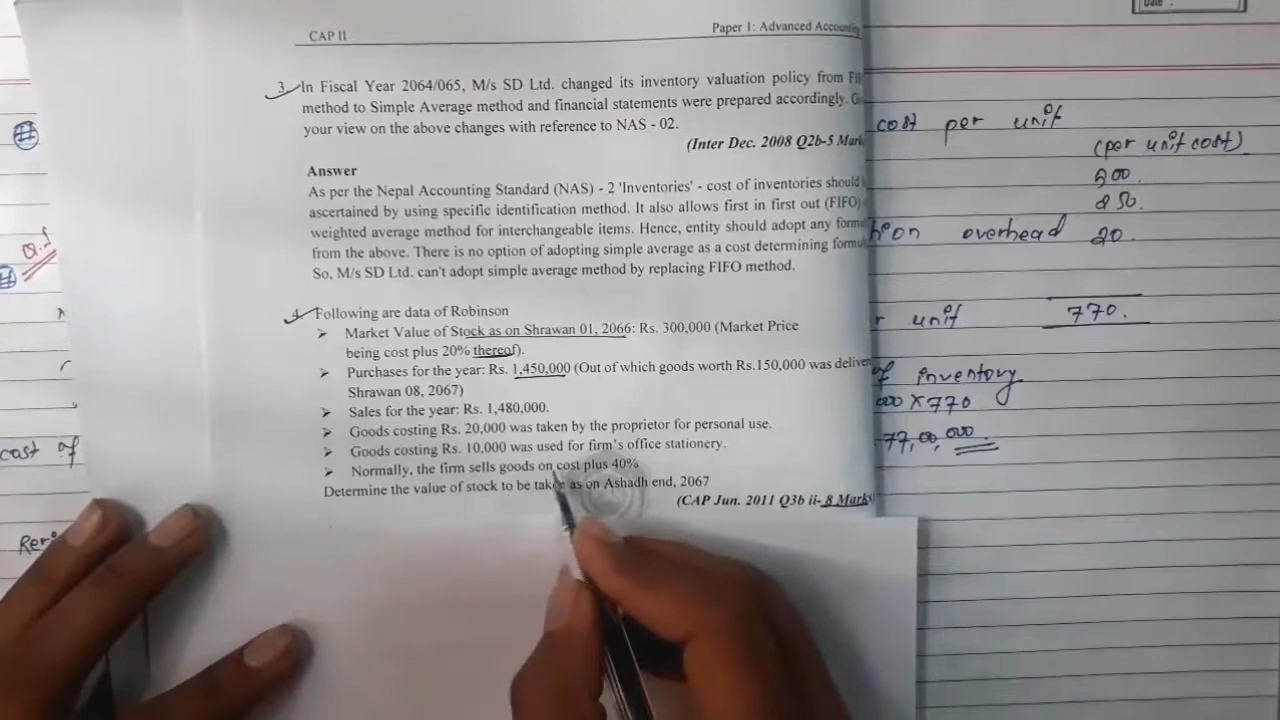 CAP II
Paper 1: Advanced Accounting
3. In Fiscal Year 2064/065, M/s SD Ltd. changed its inventory valuation policy from
method to Simple Average method and financial statements were prepared accordingly.
your view on the above changes with reference to NAS - 02.
(Inter Dec. 2008 Q2b-5 Mar
Answer
As per the Nepal Accounting Standard (NAS) - 2 'Inventories' - cost of inventories should
ascertained by using specific identification method. It also allows first in first out (FIFO)
weighted average method for interchangeable items. Hence, entity should adopt any form
from the above. There is no option of adopting simple average as a cost determining formu
So, M/s SD Ltd. can't adopt simple average method by replacing FIFO method.
4. Following are data of Robinson
➢ Market Value of Stock as on Shrawan 01, 2066: Rs. 300,000 (Market Price
being cost plus 20% thereof).
➢ Purchases for the year: Rs. 1,450,000 (Out of which goods worth Rs.150,000 was deliver
Shrawan 08, 2067)
➢ Sales for the year: Rs. 1,480,000.
➢ Goods costing Rs. 20,000 was taken by the proprietor for personal use.
➢ Goods costing Rs. 10,000 was used for firm's office stationery.
➢ Normally, the firm sells goods on cost plus 40%
Determine the value of stock to be taken as on Ashadh end, 2067
(CAP Jun. 2011 Q3b ii- 8 Marks
Date :
cost per unit
(per unit cost)
850.
overhead 20.
unit 770.
of inventory
000 X 770
77,00,000
Q.f
cost of